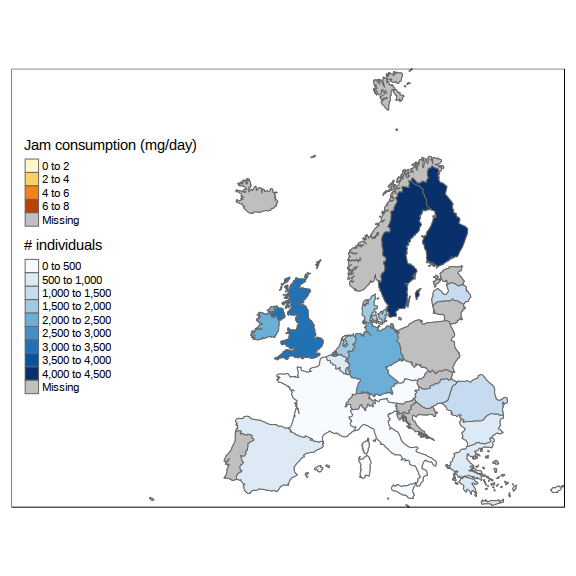 Jam consumption (mg/day)
0 to 2
2 to 4
4 to 6
6 to 8
Missing
# individuals
0 to 500
500 to 1,000
1,000 to 1,500
1,500 to 2,000
2,000 to 2,500
2,500 to 3,000
3,000 to 3,500
3,500 to 4,000
4,000 to 4,500
Missing